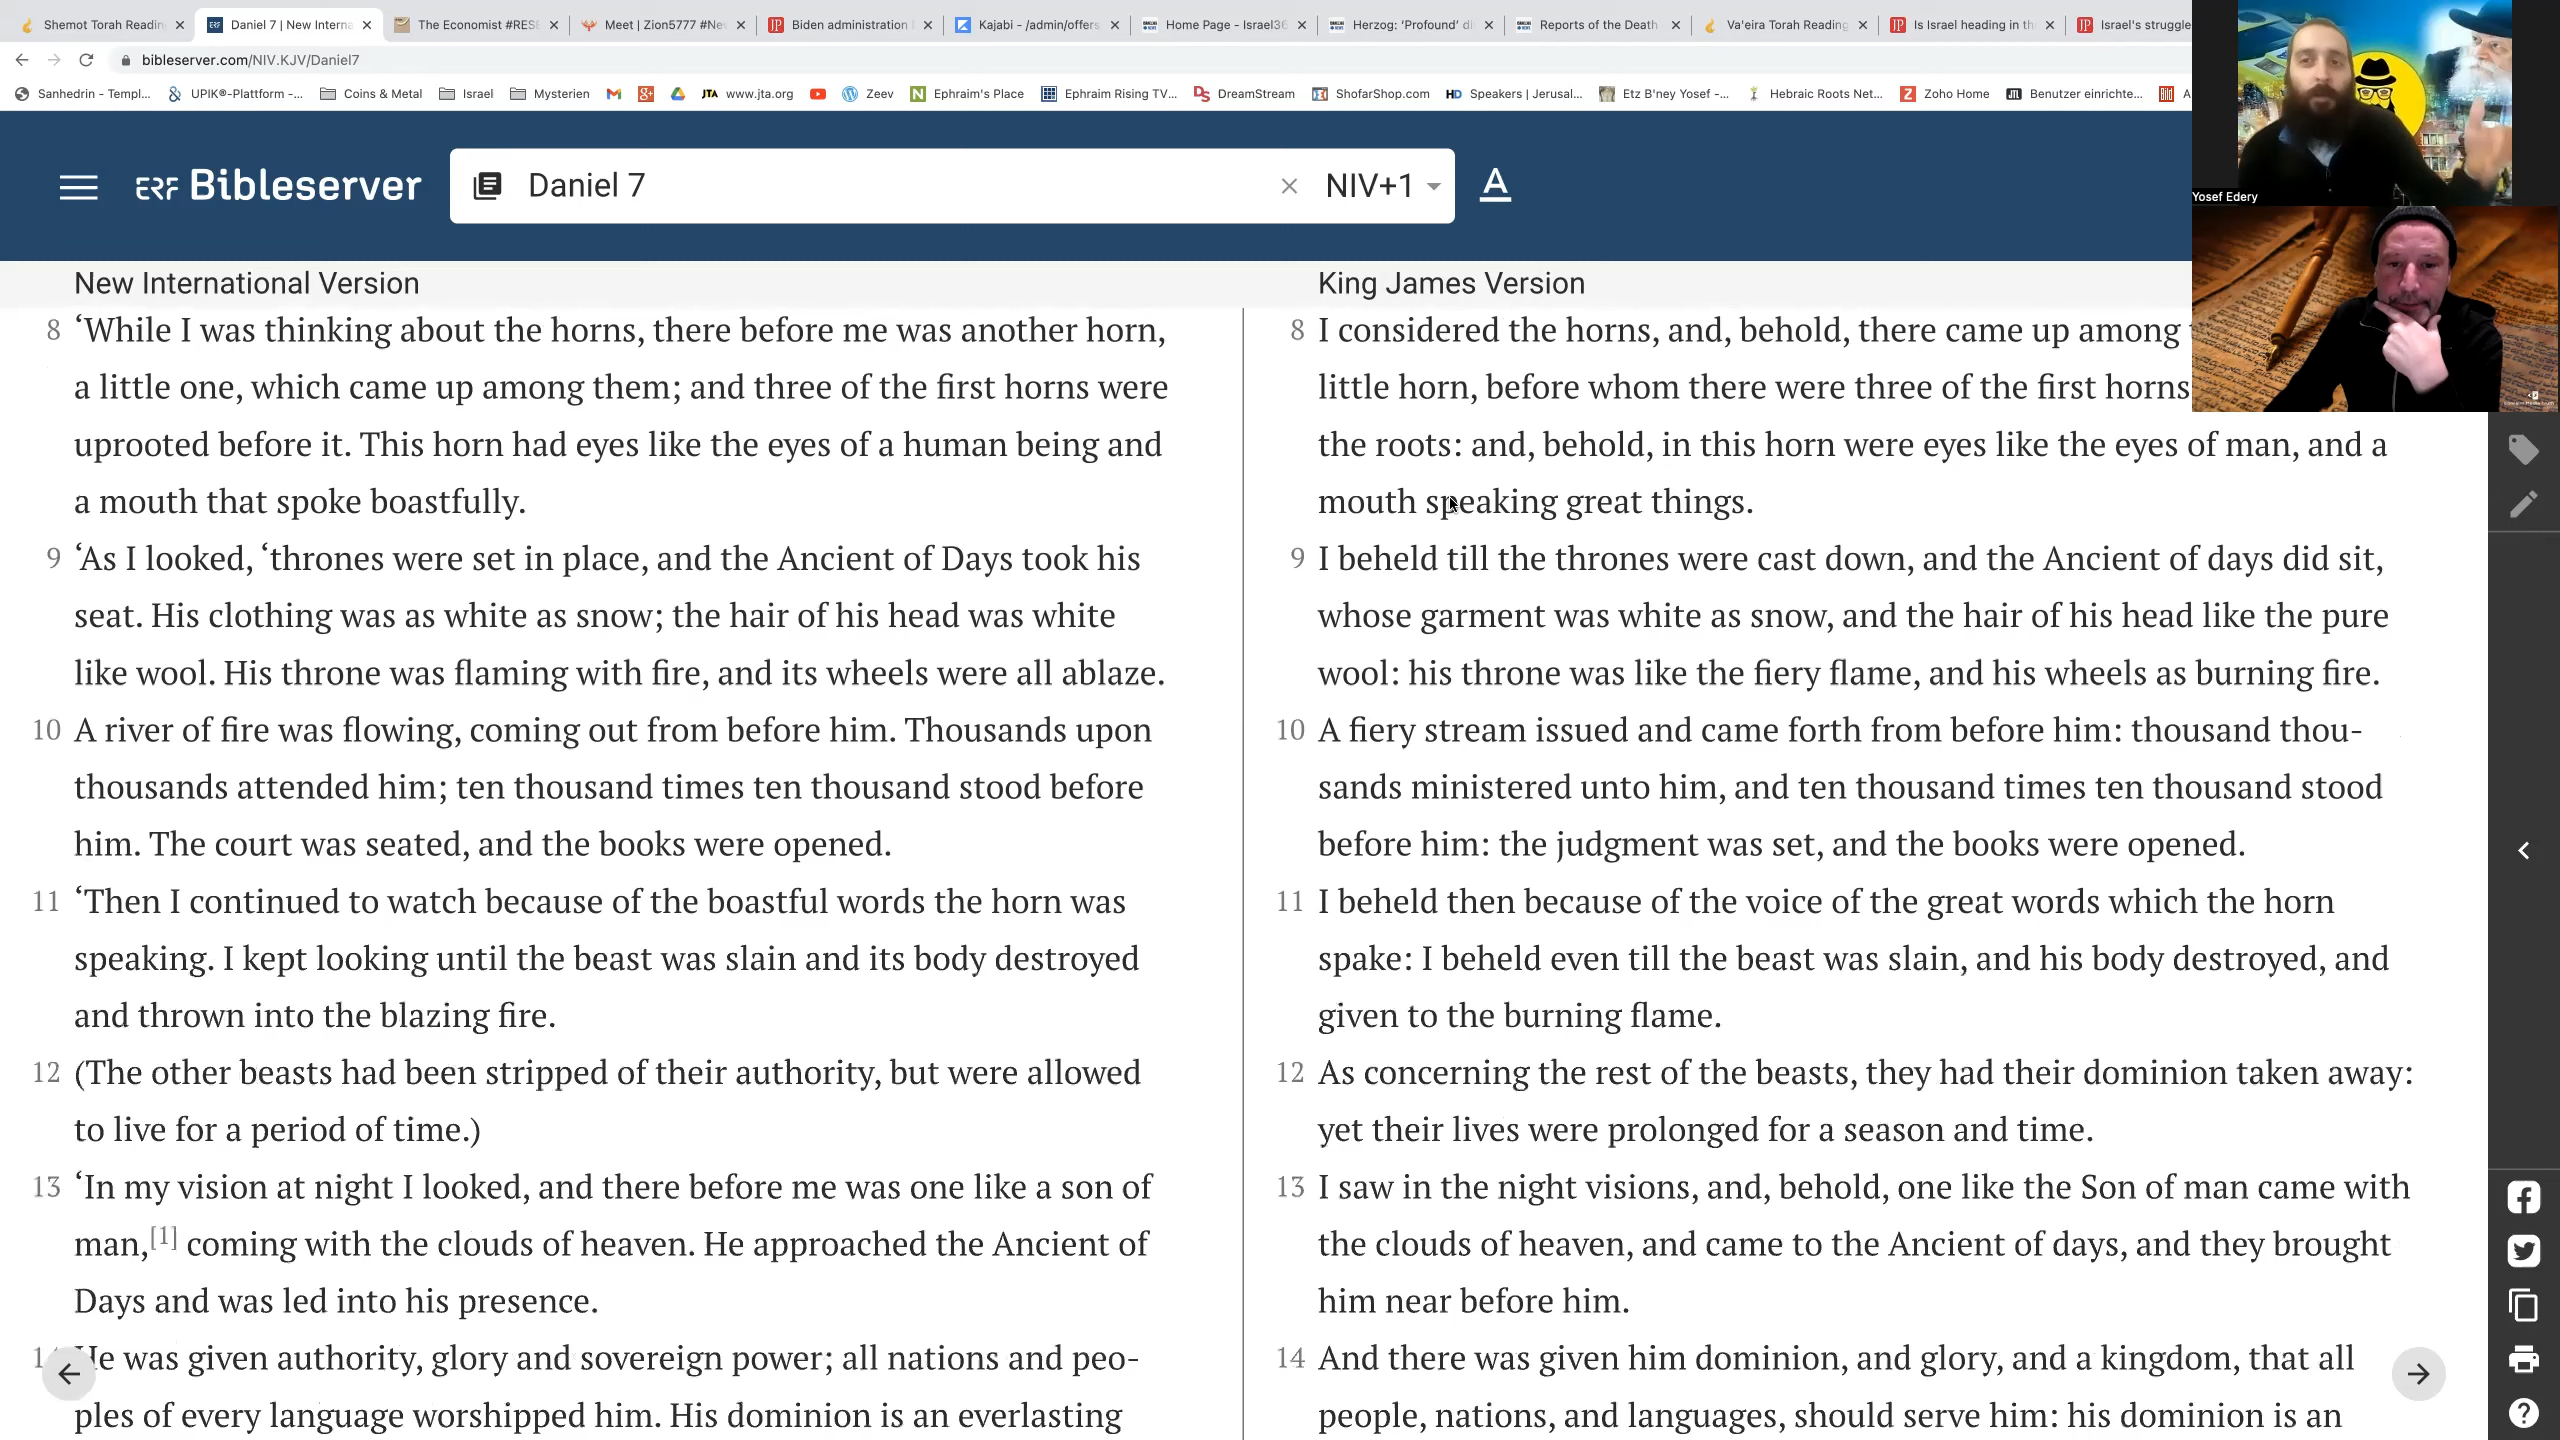 Shemot Torah Readin
Daniel 7 | New Interna
The Economist #RESE
Meet | Zion5777 #Ne
Biden administration
Kajabi - /admin/offers
Home Page - Israel36
Herzog: ‘Profound’ di
Reports of the Death
Va'eira Torah Reading
Is Israel heading in th
Israel's struggle
bibleserver.com/NIV.KJV/Daniel7
Sanhedrin - Templ...
UPIK®-Plattform -...
Coins & Metal
Israel
Mysterien
JTA www.jta.org
Zeev
Ephraim's Place
Ephraim Rising TV...
DreamStream
ShofarShop.com
HD Speakers | Jerusal...
Etz B'ney Yosef -...
Hebraic Roots Net...
Zoho Home
Benutzer einrichte...
Bild A
ERF Bibleserver
Daniel 7
NIV+1
A
Yosef Edery
New International Version
8 ‘While I was thinking about the horns, there before me was another horn,
a little one, which came up among them; and three of the first horns were
uprooted before it. This horn had eyes like the eyes of a human being and
a mouth that spoke boastfully.
9 ‘As I looked, ‘thrones were set in place, and the Ancient of Days took his
seat. His clothing was as white as snow; the hair of his head was white
like wool. His throne was flaming with fire, and its wheels were all ablaze.
10 A river of fire was flowing, coming out from before him. Thousands upon
thousands attended him; ten thousand times ten thousand stood before
him. The court was seated, and the books were opened.
11 ‘Then I continued to watch because of the boastful words the horn was
speaking. I kept looking until the beast was slain and its body destroyed
and thrown into the blazing fire.
12 (The other beasts had been stripped of their authority, but were allowed
to live for a period of time.)
13 ‘In my vision at night I looked, and there before me was one like a son of
man,[1] coming with the clouds of heaven. He approached the Ancient of
Days and was led into his presence.
He was given authority, glory and sovereign power; all nations and peo-
ples of every language worshipped him. His dominion is an everlasting
King James Version
8 I considered the horns, and, behold, there came up among
little horn, before whom there were three of the first horns
the roots: and, behold, in this horn were eyes like the eyes of man, and a
mouth speaking great things.
9 I beheld till the thrones were cast down, and the Ancient of days did sit,
whose garment was white as snow, and the hair of his head like the pure
wool: his throne was like the fiery flame, and his wheels as burning fire.
10 A fiery stream issued and came forth from before him: thousand thou-
sands ministered unto him, and ten thousand times ten thousand stood
before him: the judgment was set, and the books were opened.
11 I beheld then because of the voice of the great words which the horn
spake: I beheld even till the beast was slain, and his body destroyed, and
given to the burning flame.
12 As concerning the rest of the beasts, they had their dominion taken away:
yet their lives were prolonged for a season and time.
13 I saw in the night visions, and, behold, one like the Son of man came with
the clouds of heaven, and came to the Ancient of days, and they brought
him near before him.
14 And there was given him dominion, and glory, and a kingdom, that all
people, nations, and languages, should serve him: his dominion is an